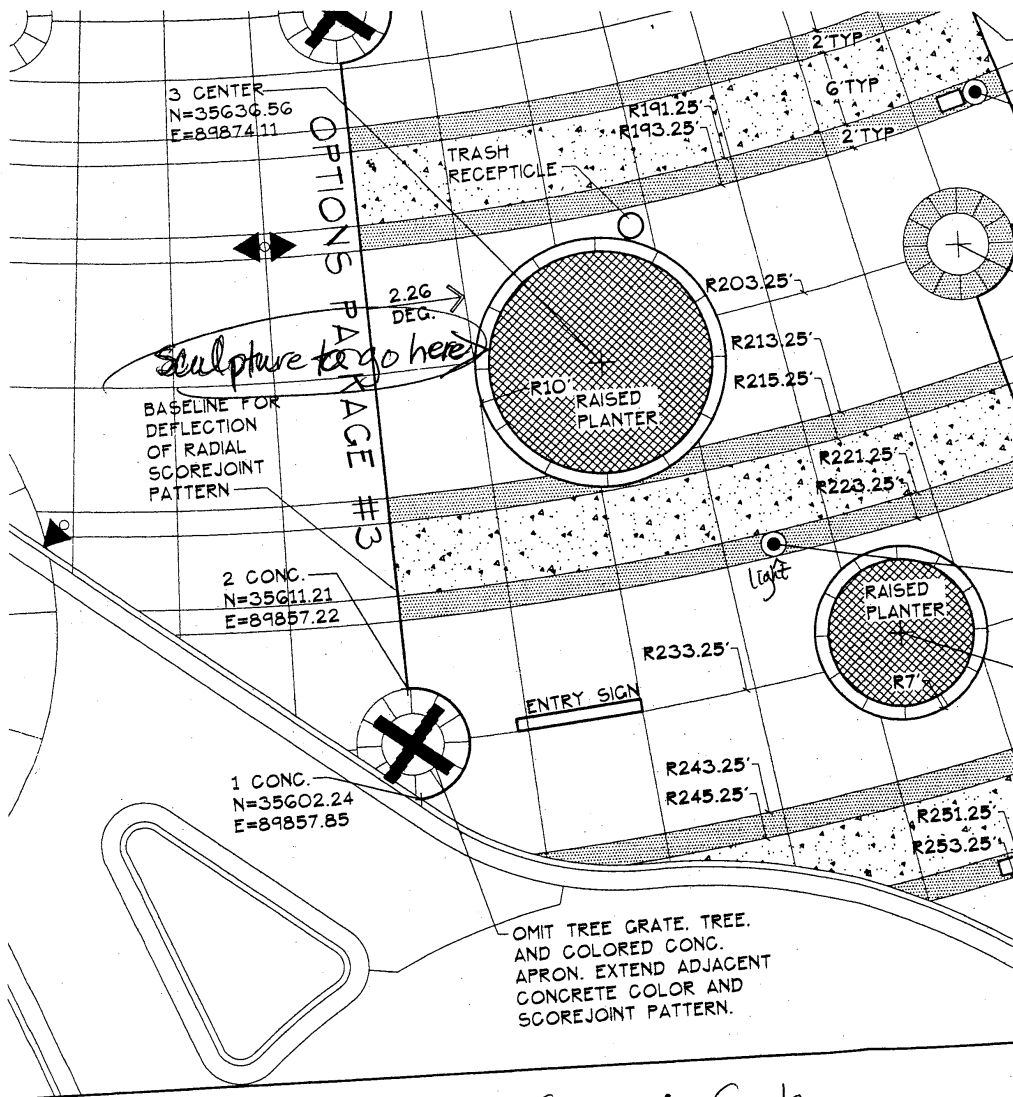 2'TYP
6'TYP
2'TYP
3 CENTER
N=35636.56
E=89874.11
R191.25'
R193.25'
TRASH
RECEPTICLE
OPTIONS PACKAGE #3
2.26
DEG.
R203.25'
Sculpture to go here
R213.25'
R215.25'
R10'
RAISED
PLANTER
BASELINE FOR
DEFLECTION
OF RADIAL
SCOREJOINT
PATTERN
R221.25'
R223.25'
light
2 CONC.
N=35611.21
E=89857.22
RAISED
PLANTER
R7'
R233.25'
ENTRY SIGN
1 CONC.
N=35602.24
E=89857.85
R243.25'
R245.25'
R251.25'
R253.25'
OMIT TREE GRATE, TREE,
AND COLORED CONC.
APRON. EXTEND ADJACENT
CONCRETE COLOR AND
SCOREJOINT PATTERN.